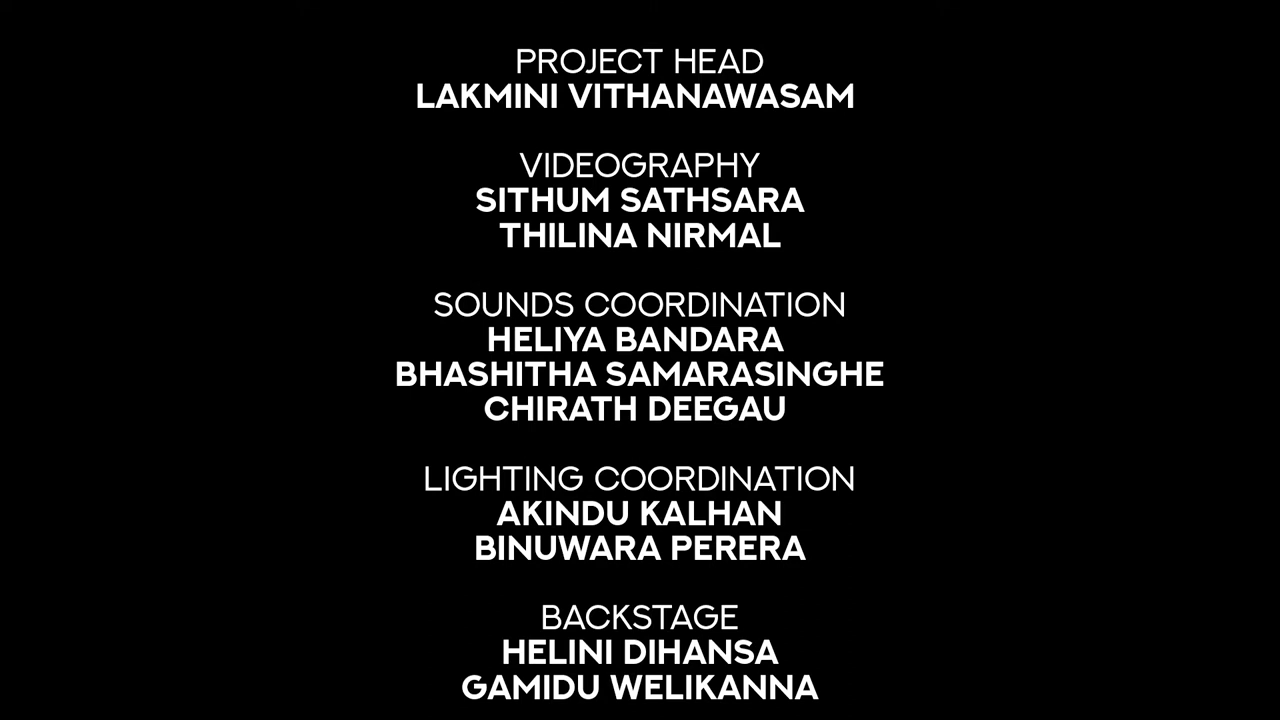 PROJECT HEAD
LAKMINI VITHANAWASAM
VIDEOGRAPHY
SITHUM SATHSARA
THILINA NIRMAL
SOUNDS COORDINATION
HELIYA BANDARA
BHASHITHA SAMARASINGHE
CHIRATH DEEGAU
LIGHTING COORDINATION
AKINDU KALHAN
BINUWARA PERERA
BACKSTAGE
HELINI DIHANSA
GAMIDU WELIKANNA